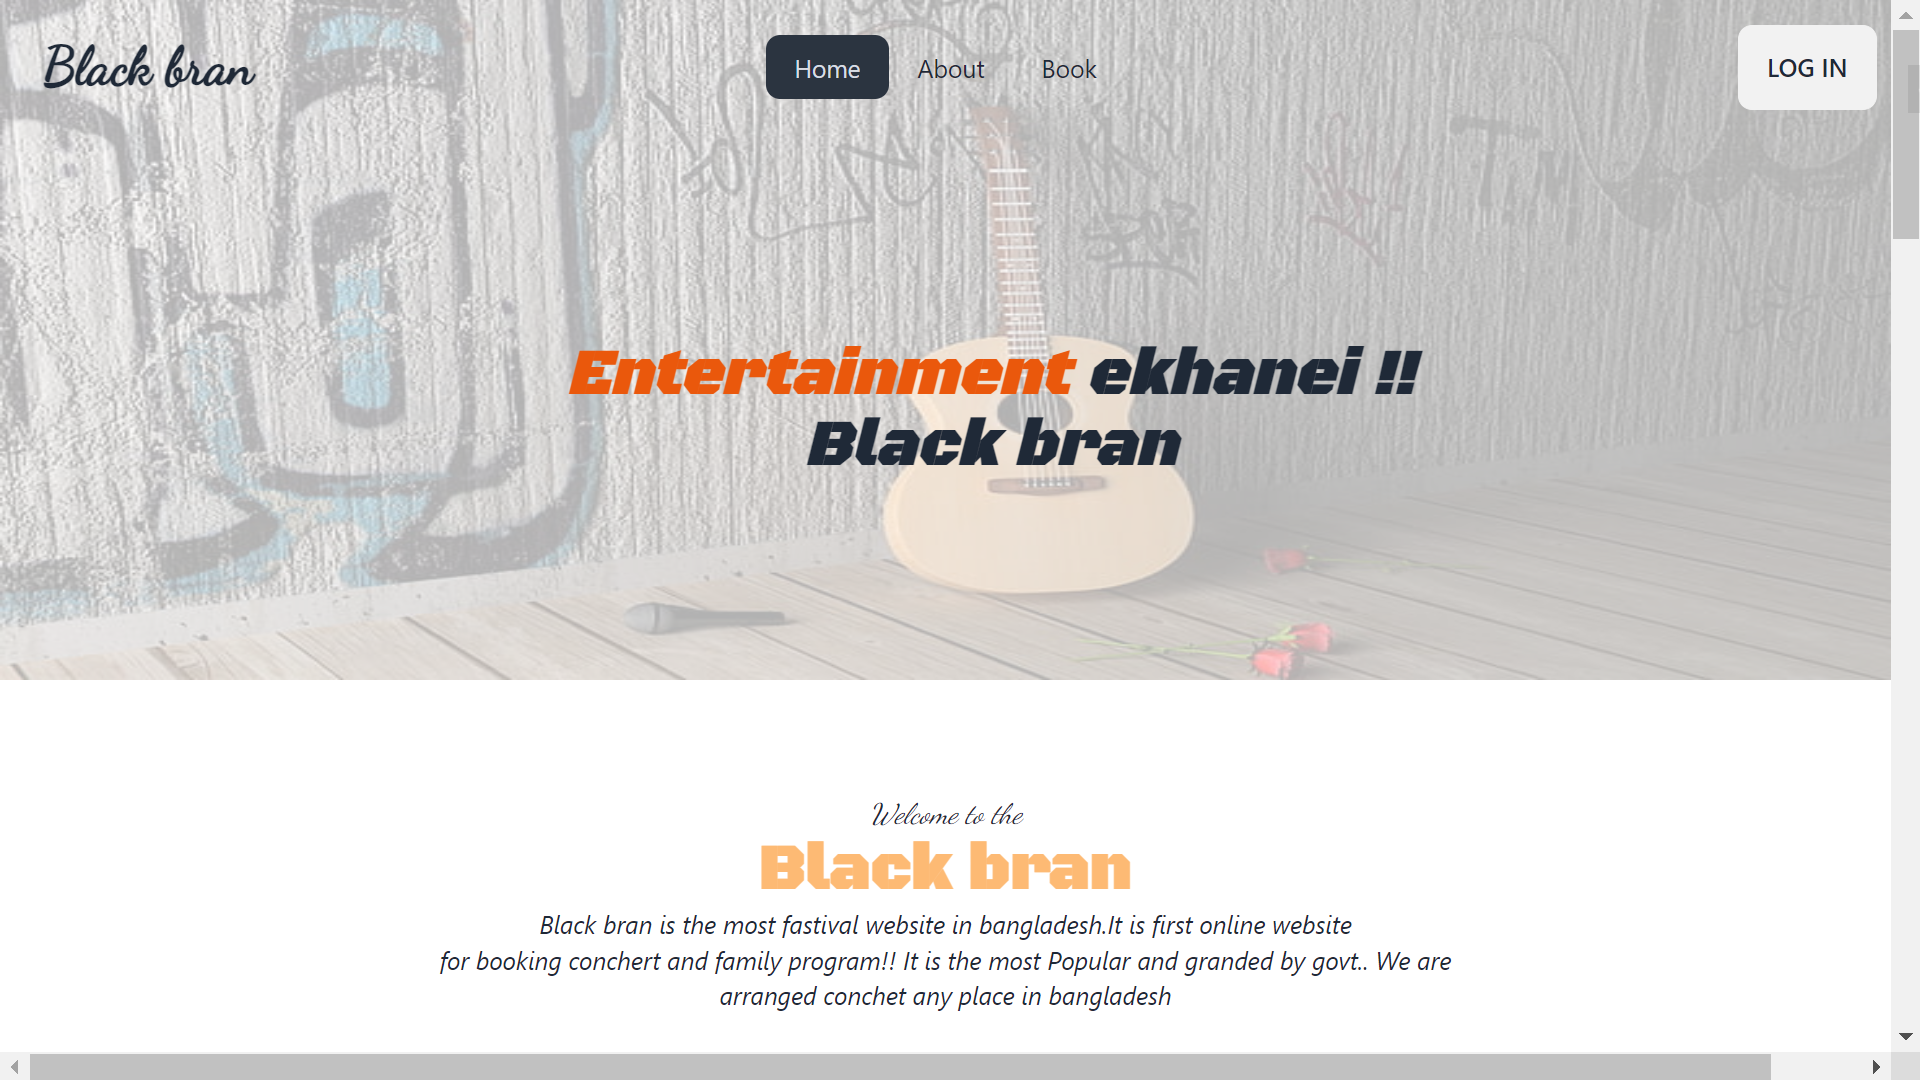 Black bran
Home
About
Book
LOG IN
Entertainment ekhanei !!
Black bran
Welcome to the
Black bran
Black bran is the most fastival website in bangladesh.It is first online website
for booking conchert and family program!! It is the most Popular and granded by govt.. We are
arranged conchet any place in bangladesh